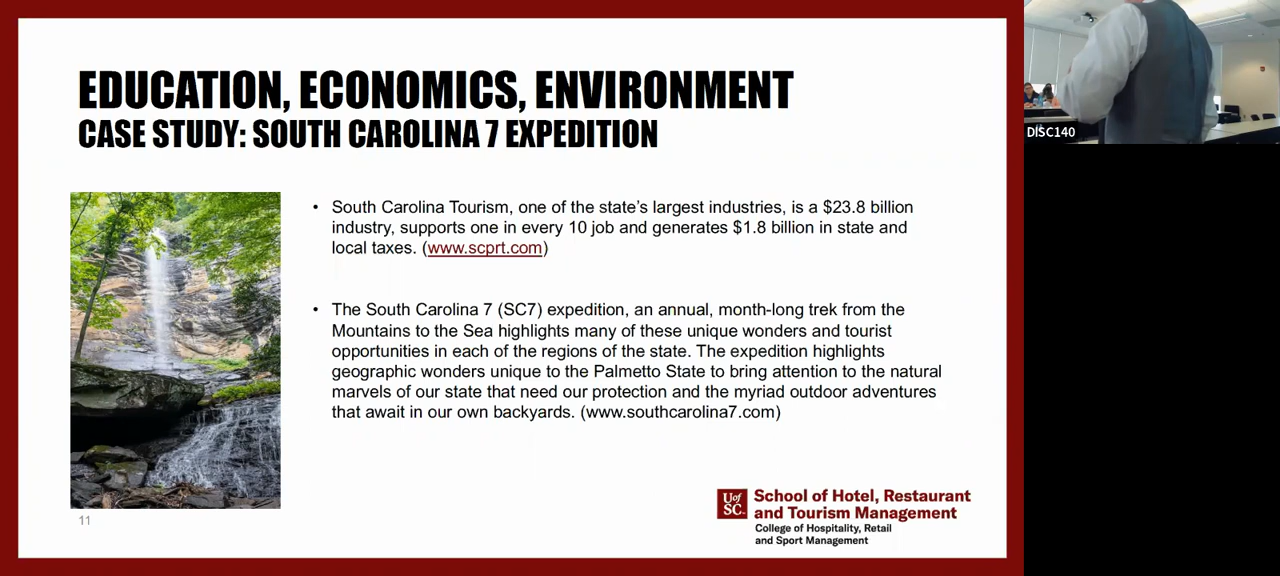 EDUCATION, ECONOMICS, ENVIRONMENT
CASE STUDY: SOUTH CAROLINA 7 EXPEDITION
• South Carolina Tourism, one of the state's largest industries, is a $23.8 billion
industry, supports one in every 10 job and generates $1.8 billion in state and
local taxes. (www.scprt.com)
• The South Carolina 7 (SC7) expedition, an annual, month-long trek from the
Mountains to the Sea highlights many of these unique wonders and tourist
opportunities in each of the regions of the state. The expedition highlights
geographic wonders unique to the Palmetto State to bring attention to the natural
marvels of our state that need our protection and the myriad outdoor adventures
that await in our own backyards. (www.southcarolina7.com)
11
UofSC
School of Hotel, Restaurant
and Tourism Management
College of Hospitality, Retail
and Sport Management
DISC140